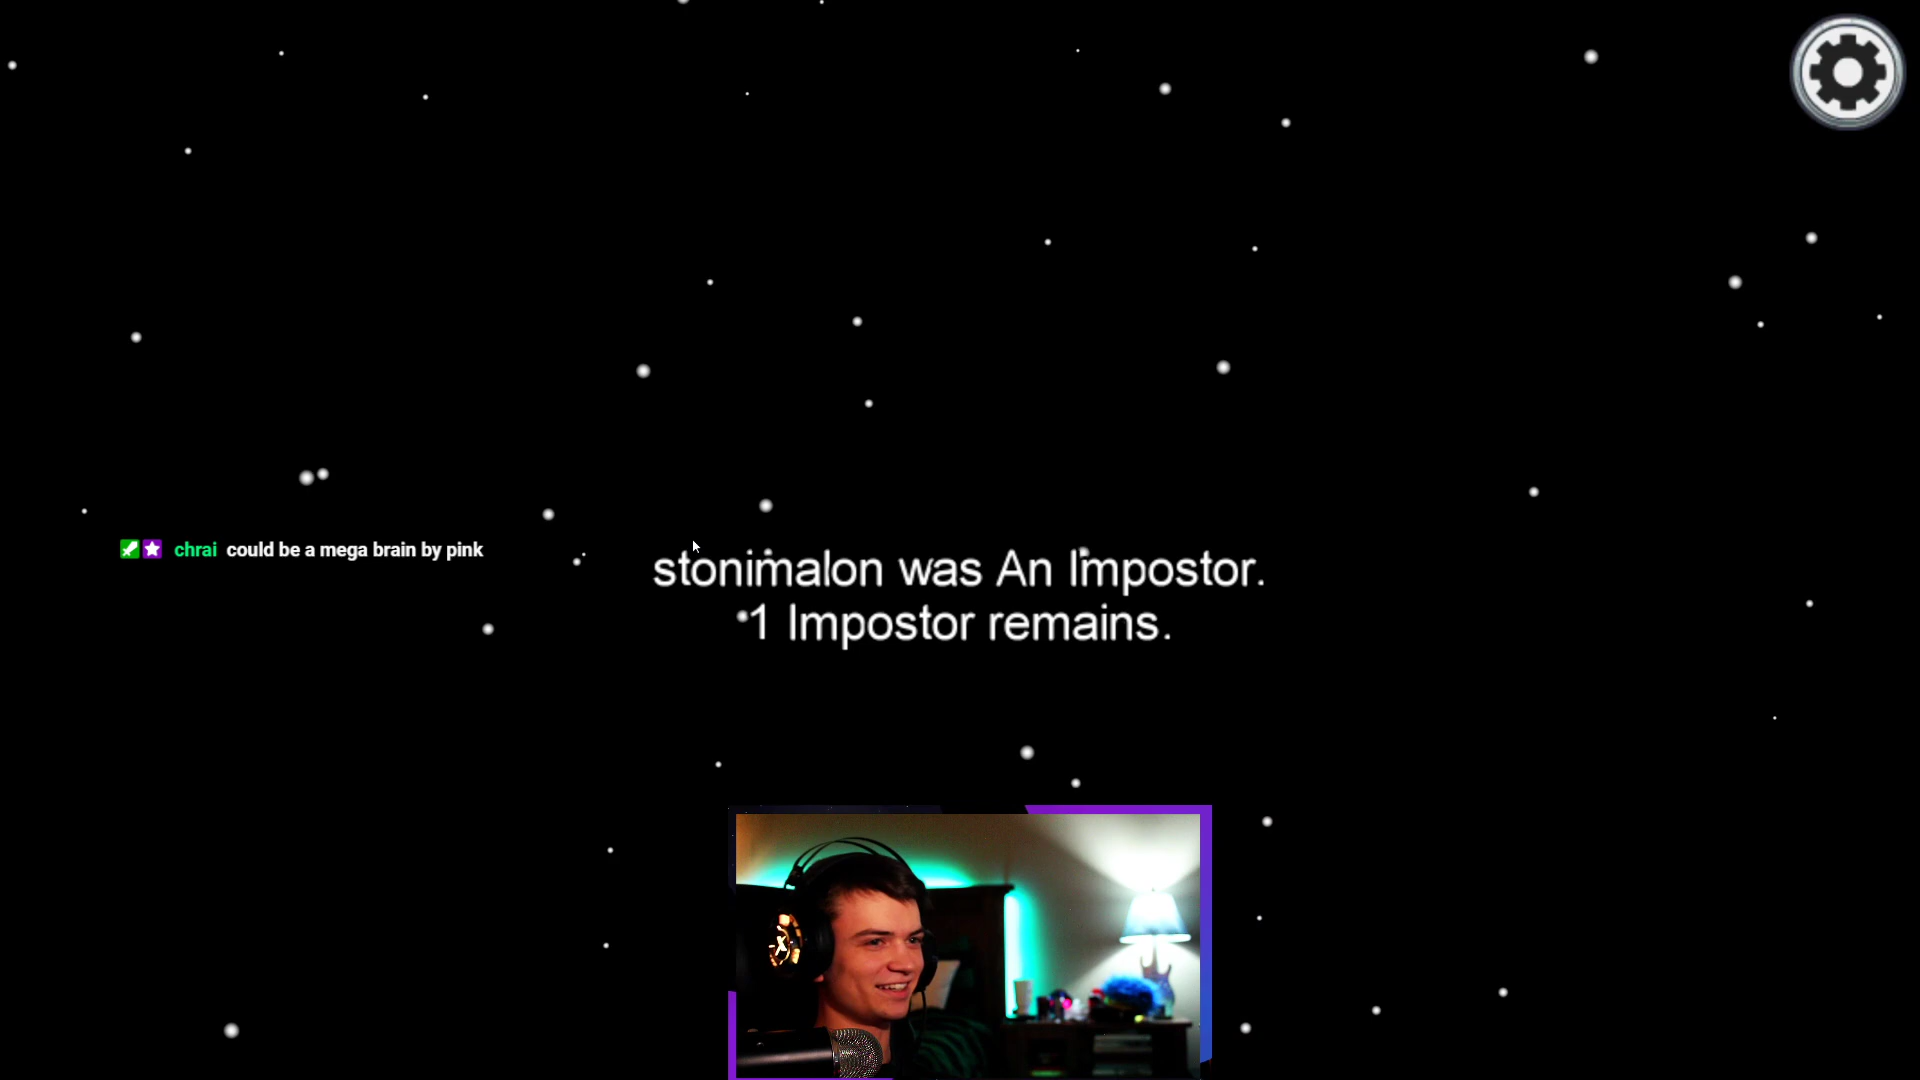 chrai could be a mega brain by pink
stonimalon was An Impostor.
1 Impostor remains.